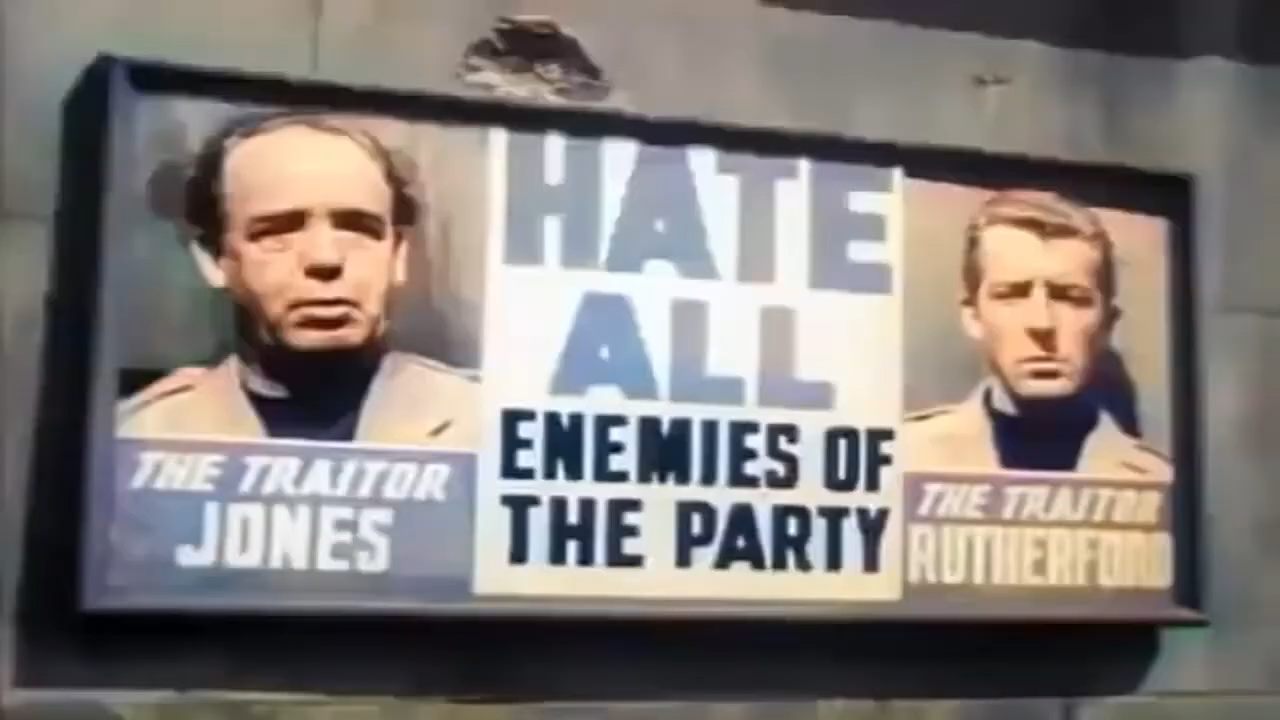 HATE
ALL
ENEMIES OF
THE PARTY
THE TRAITOR
JONES
THE TRAITOR
RUTHERFORD